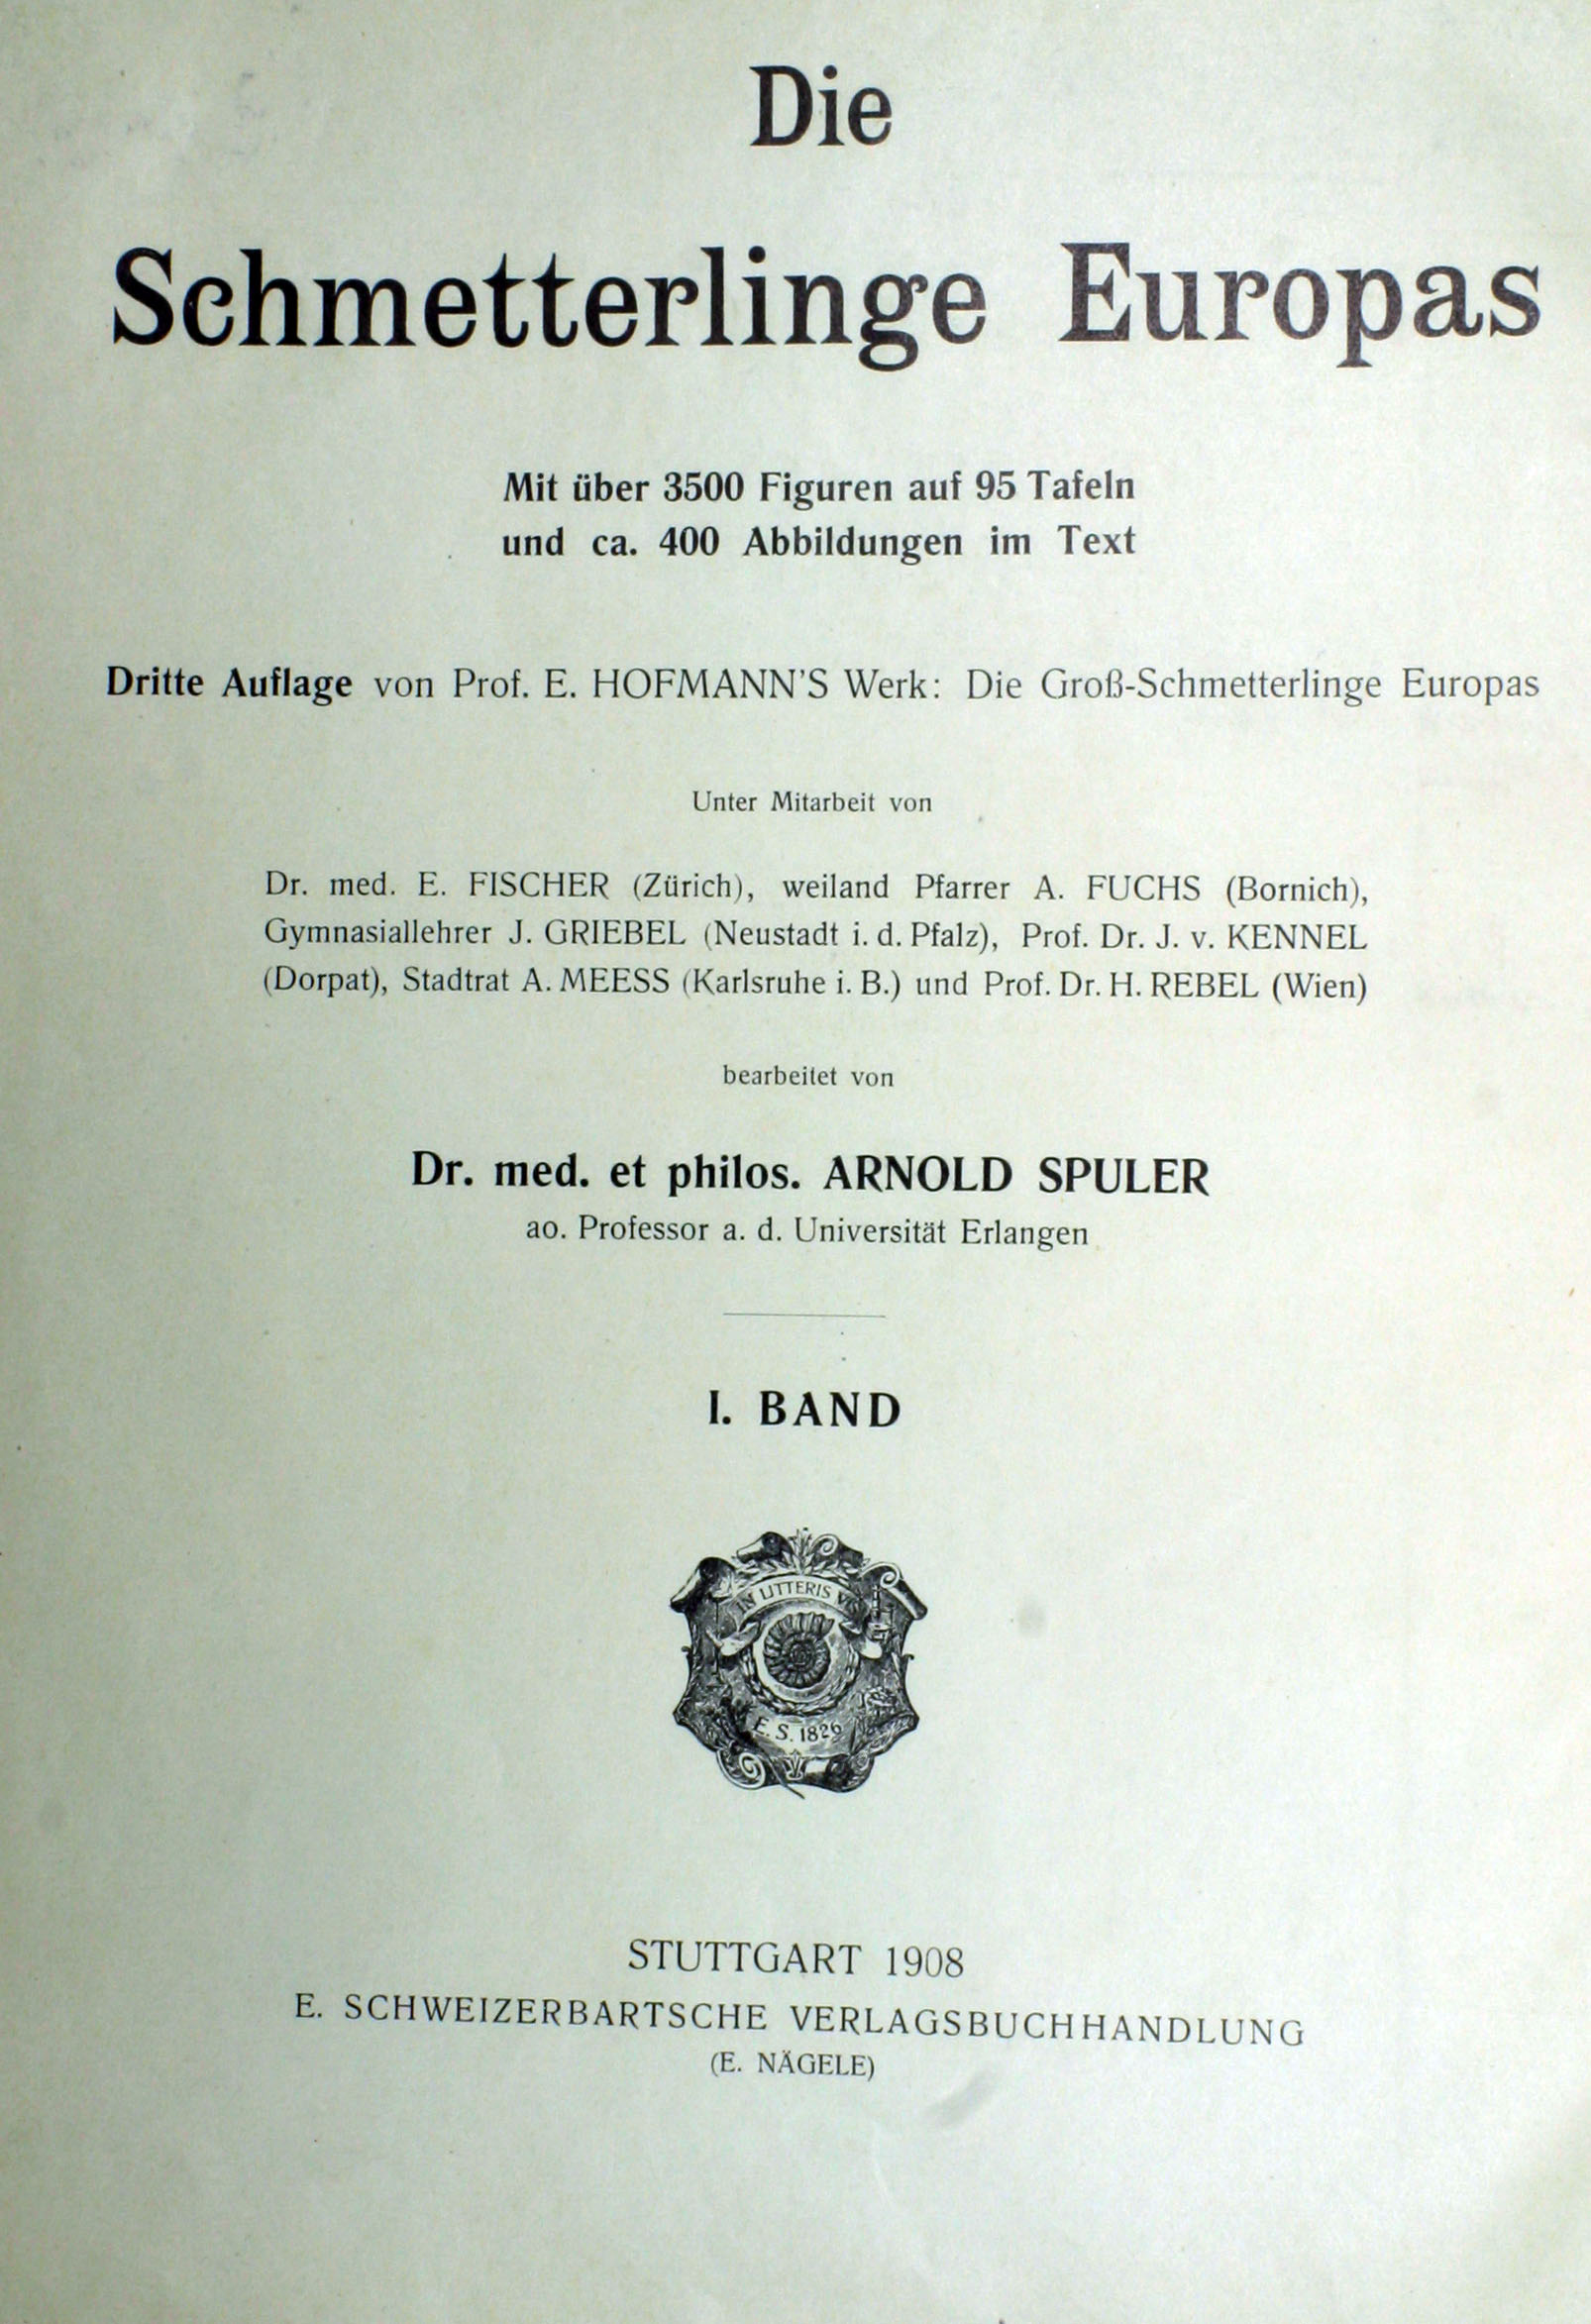 Die
Schmetterlinge Europas
Mit über 3500 Figuren auf 95 Tafeln
und ca. 400 Abbildungen im Text
Dritte Auflage von Prof. E. HOFMANN'S Werk: Die Groß-Schmetterlinge Europas
Unter Mitarbeit von
Dr. med. E. FISCHER (Zürich), weiland Pfarrer A. FUCHS (Bornich),
Gymnasiallehrer J. GRIEBEL (Neustadt i. d. Pfalz), Prof. Dr. J. v. KENNEL
(Dorpat), Stadtrat A. MEESS (Karlsruhe i. B.) und Prof. Dr. H. REBEL (Wien)
bearbeitet von
Dr. med. et philos. ARNOLD SPULER
ao. Professor a. d. Universität Erlangen
I. BAND
IN LITTERIS
E. S. 1826
STUTTGART 1908
E. SCHWEIZERBARTSCHE VERLAGSBUCHHANDLUNG
(E. NÄGELE)